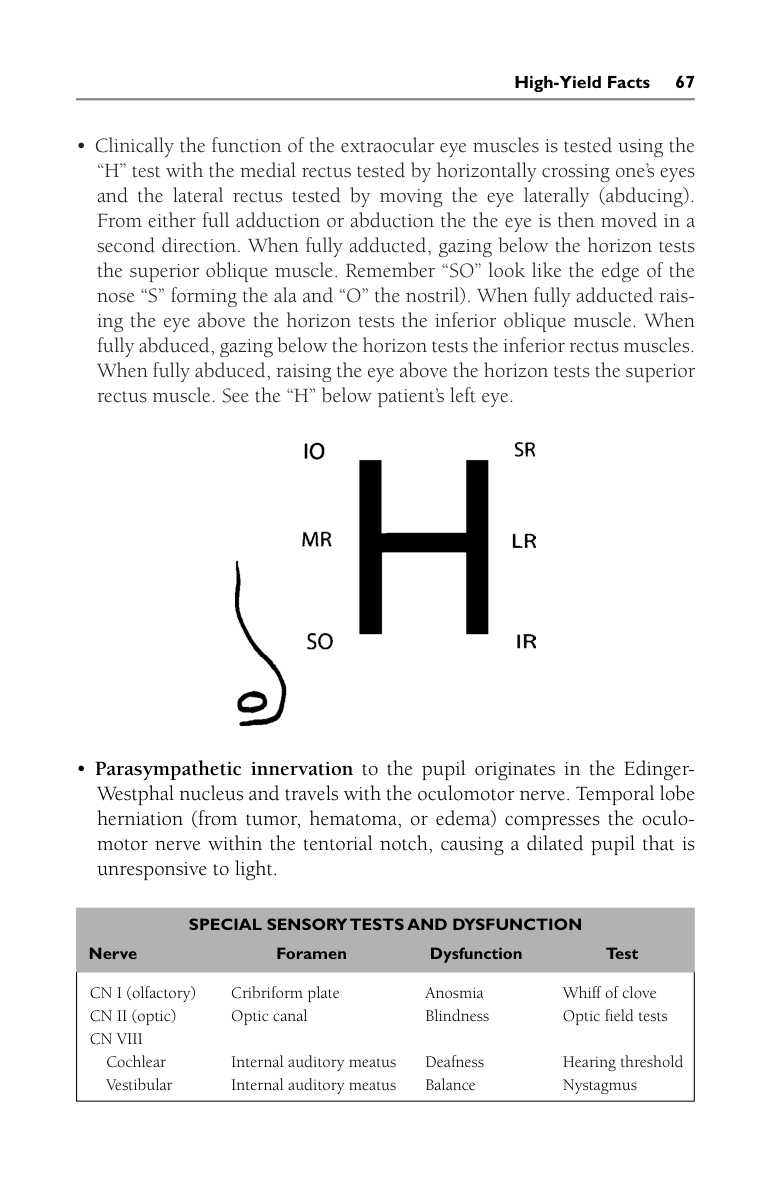 High-Yield Facts 67
• Clinically the function of the extraocular eye muscles is tested using the
“H” test with the medial rectus tested by horizontally crossing one’s eyes
and the lateral rectus tested by moving the eye laterally (abducing).
From either full adduction or abduction the the eye is then moved in a
second direction. When fully adducted, gazing below the horizon tests
the superior oblique muscle. Remember “SO” look like the edge of the
nose “S” forming the ala and “O” the nostril). When fully adducted rais-
ing the eye above the horizon tests the inferior oblique muscle. When
fully abduced, gazing below the horizon tests the inferior rectus muscles.
When fully abduced, raising the eye above the horizon tests the superior
rectus muscle. See the “H” below patient’s left eye.
IO SR
H
MR LR
SO IR
• Parasympathetic innervation to the pupil originates in the Edinger-
Westphal nucleus and travels with the oculomotor nerve. Temporal lobe
herniation (from tumor, hematoma, or edema) compresses the oculo-
motor nerve within the tentorial notch, causing a dilated pupil that is
unresponsive to light.
SPECIAL SENSORY TESTS AND DYSFUNCTION
Nerve Foramen Dysfunction Test
CN I (olfactory) Cribriform plate Anosmia Whiff of clove
CN II (optic) Optic canal Blindness Optic field tests
CN VIII
Cochlear Internal auditory meatus Deafness Hearing threshold
Vestibular Internal auditory meatus Balance Nystagmus